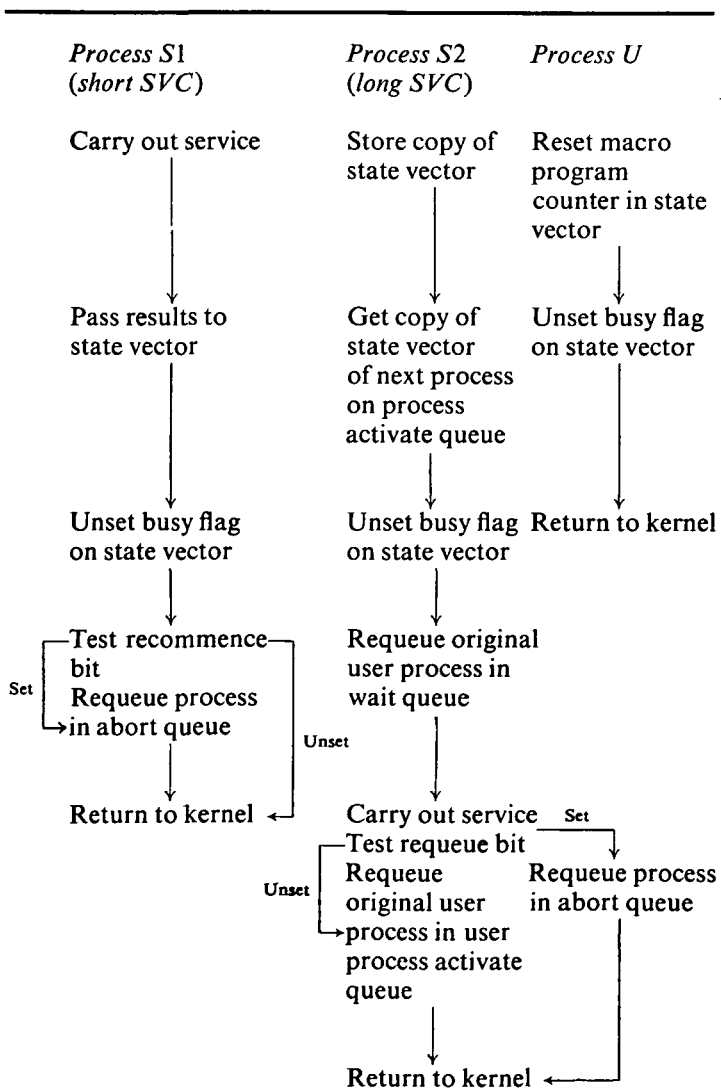 Process S1
(short SVC)
Carry out service
Pass results to
state vector
Unset busy flag
on state vector
Test recommence
bit
Set
Requeue process
in abort queue
Unset
Return to kernel
Process S2
(long SVC)
Store copy of
state vector
Get copy of
state vector
of next process
on process
activate queue
Unset busy flag
on state vector
Requeue original
user process in
wait queue
Carry out service
Set
Test requeue bit
Unset
Requeue
original user
process in user
process activate
queue
Requeue process
in abort queue
Return to kernel
Process U
Reset macro
program
counter in state
vector
Unset busy flag
on state vector
Return to kernel